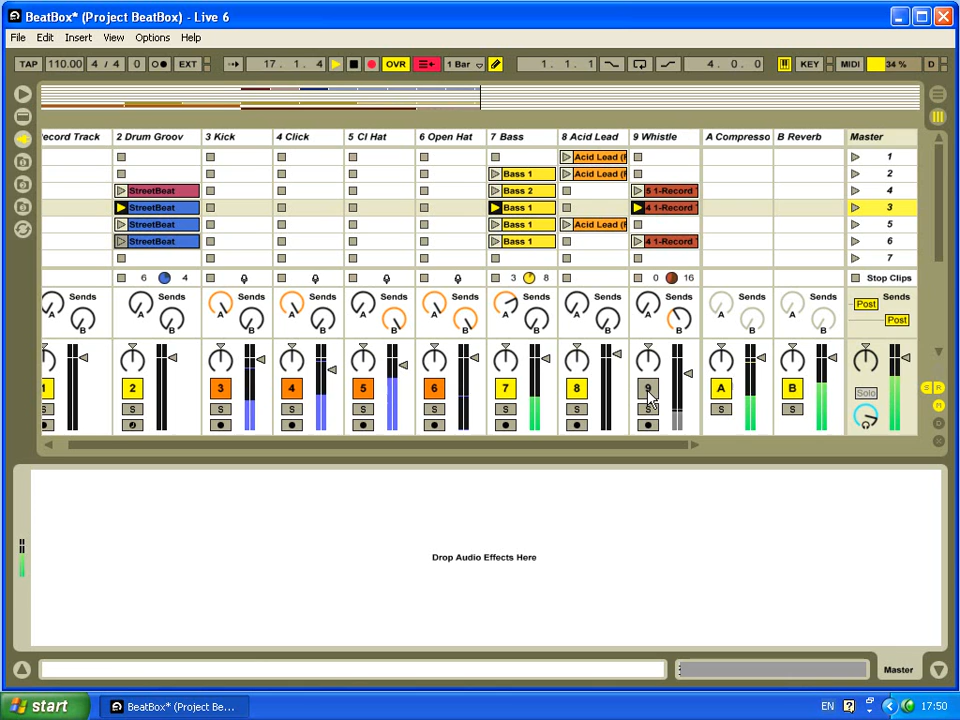 BeatBox* (Project BeatBox) - Live 6
File Edit Insert View Options Help
TAP 110.00 4 / 4 0 EXT 17. 1. 4 OVR 1 Bar 1. 1. 1 4. 0. 0 KEY MIDI 34 % D
ecord Track 2 Drum Groov 3 Kick 4 Click 5 Cl Hat 6 Open Hat 7 Bass 8 Acid Lead 9 Whistle A Compresso B Reverb Master
Acid Lead (I 1
Bass 1 Acid Lead (I 2
StreetBeat Bass 2 5 1-Record 4
StreetBeat Bass 1 4 1-Record 3
StreetBeat Bass 1 Acid Lead (I 5
StreetBeat Bass 1 4 1-Record 6
7
6 4 3 8 0 16 Stop Clips
Sends Sends Sends Sends Sends Sends Sends Sends Sends Sends Sends Sends
A A A A A A A A A A Post
B B B B B B B B B B B Post
1 2 3 4 5 6 7 8 9 A B Solo
S S S S S S S S S S S R
Drop Audio Effects Here
Master
start BeatBox* (Project Be... EN 17:50